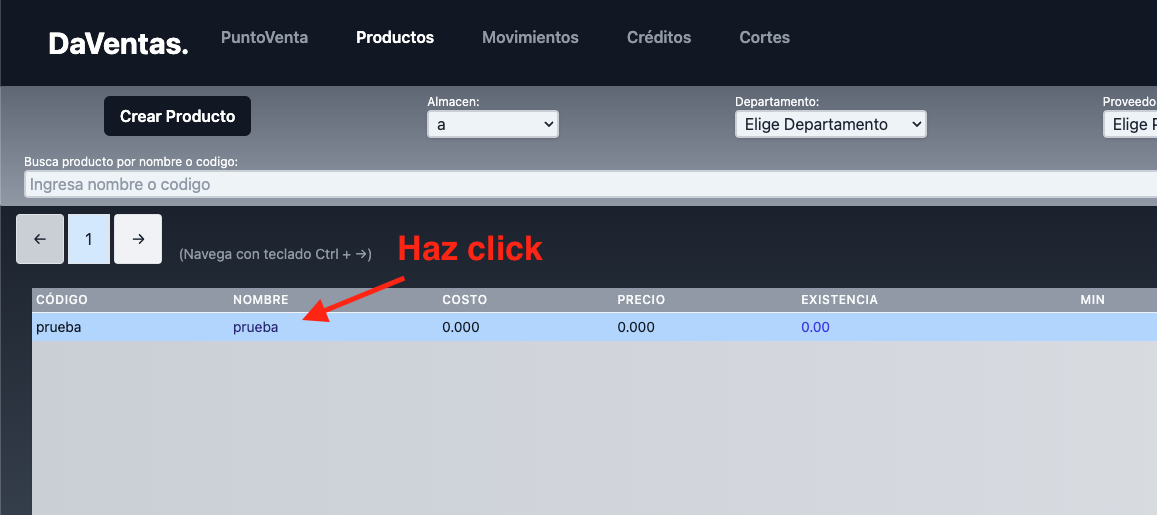 DaVentas. PuntoVenta Productos Movimientos Créditos Cortes
Crear Producto
Almacen:
a
Departamento:
Elige Departamento
Proveedo
Elige
Busca producto por nombre o codigo:
Ingresa nombre o codigo
← 1 → (Navega con teclado Ctrl + →)
Haz click
CÓDIGO NOMBRE COSTO PRECIO EXISTENCIA MIN
prueba prueba 0.000 0.000 0.00